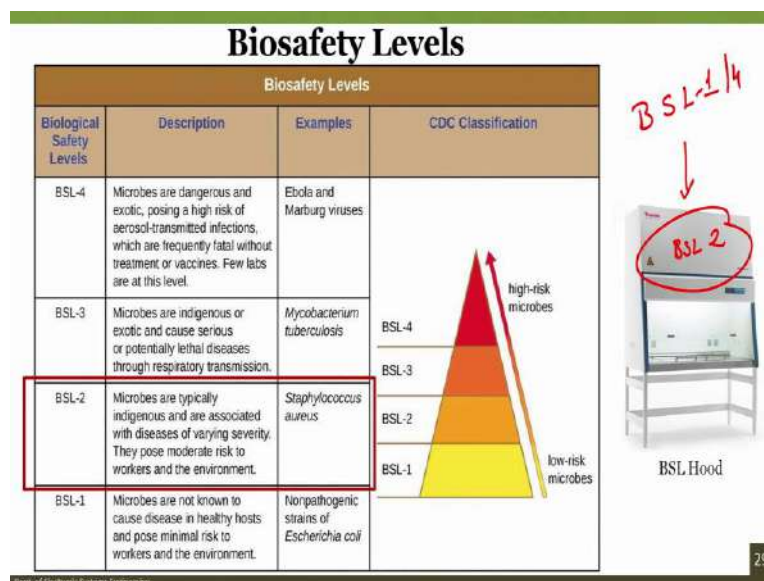 Biosafety Levels
Biosafety Levels
Biological
Safety
Levels
Description
Examples
CDC Classification
BSL-4
Microbes are dangerous and
exotic, posing a high risk of
aerosol-transmitted infections,
which are frequently fatal without
treatment or vaccines. Few labs
are at this level.
Ebola and
Marburg viruses
BSL-3
Microbes are indigenous or
exotic and cause serious
or potentially lethal diseases
through respiratory transmission.
Mycobacterium
tuberculosis
BSL-2
Microbes are typically
indigenous and are associated
with diseases of varying severity.
They pose moderate risk to
workers and the environment.
Staphylococcus
aureus
BSL-1
Microbes are not known to
cause disease in healthy hosts
and pose minimal risk to
workers and the environment.
Nonpathogenic
strains of
Escherichia coli
high-risk
microbes
BSL-4
BSL-3
BSL-2
BSL-1
low-risk
microbes
BSL-1/4
BSL 2
BSL Hood
29